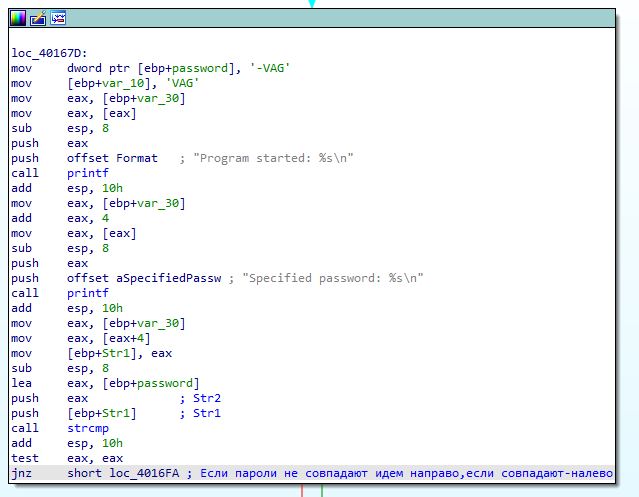 loc_40167D:
mov dword ptr [ebp+password], '-VAG'
mov [ebp+var_10], 'VAG'
mov eax, [ebp+var_30]
mov eax, [eax]
sub esp, 8
push eax
push offset Format ; "Program started: %s\n"
call printf
add esp, 10h
mov eax, [ebp+var_30]
add eax, 4
mov eax, [eax]
sub esp, 8
push eax
push offset aSpecifiedPassw ; "Specified password: %s\n"
call printf
add esp, 10h
mov eax, [ebp+var_30]
mov eax, [eax+4]
mov [ebp+Str1], eax
sub esp, 8
lea eax, [ebp+password]
push eax ; Str2
push [ebp+Str1] ; Str1
call strcmp
add esp, 10h
test eax, eax
jnz short loc_4016FA ; Если пароли не совпадают идем направо,если совпадают-налево